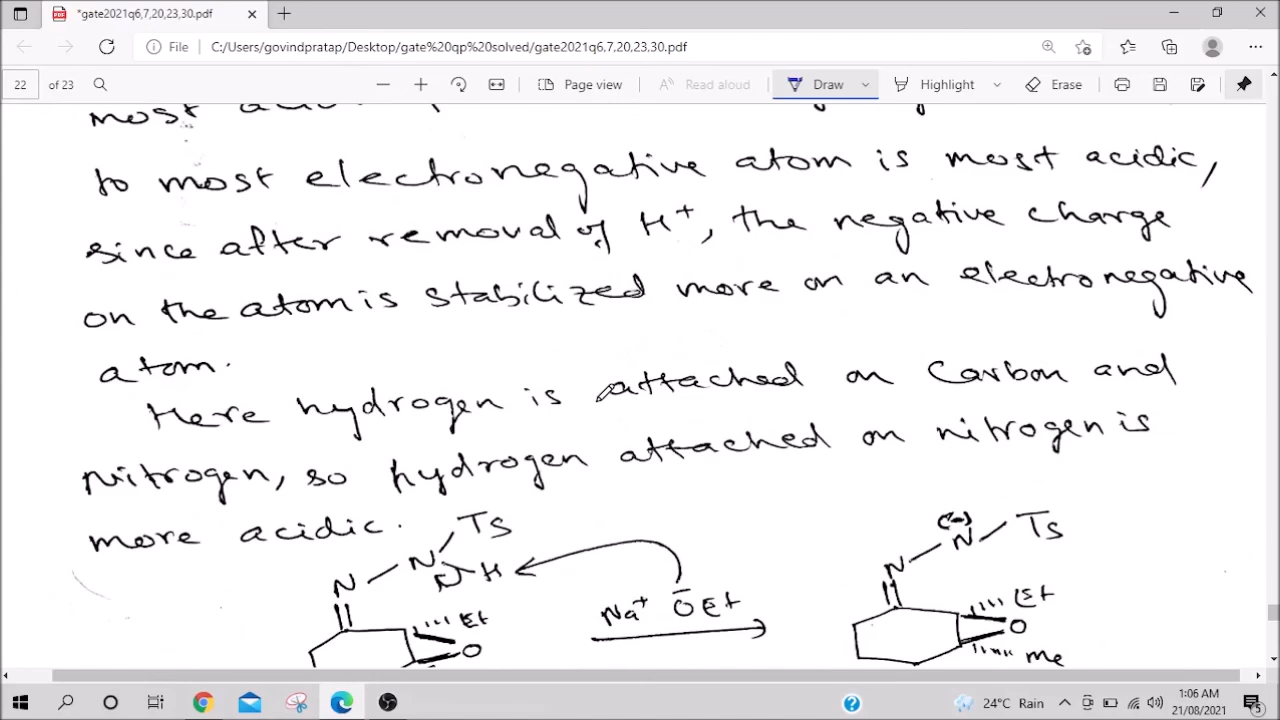 *gate2021q6,7,20,23,30.pdf
File C:/Users/govindpratap/Desktop/gate%20qp%20solved/gate2021q6,7,20,23,30.pdf
22 of 23 Page view Read aloud Draw Highlight Erase
most
to most electronegative atom is most acidic,
since after removal of H+, the negative charge
on the atom is stabilized more on an electronegative
atom.
Here hydrogen is attached on Carbon and
Nitrogen, so hydrogen attached on nitrogen is
more acidic.
N N Ts H
Et
O
Na+ ŌEt
(-)
N N Ts
Et
O
Me
24°C Rain
1:06 AM
21/08/2021
5